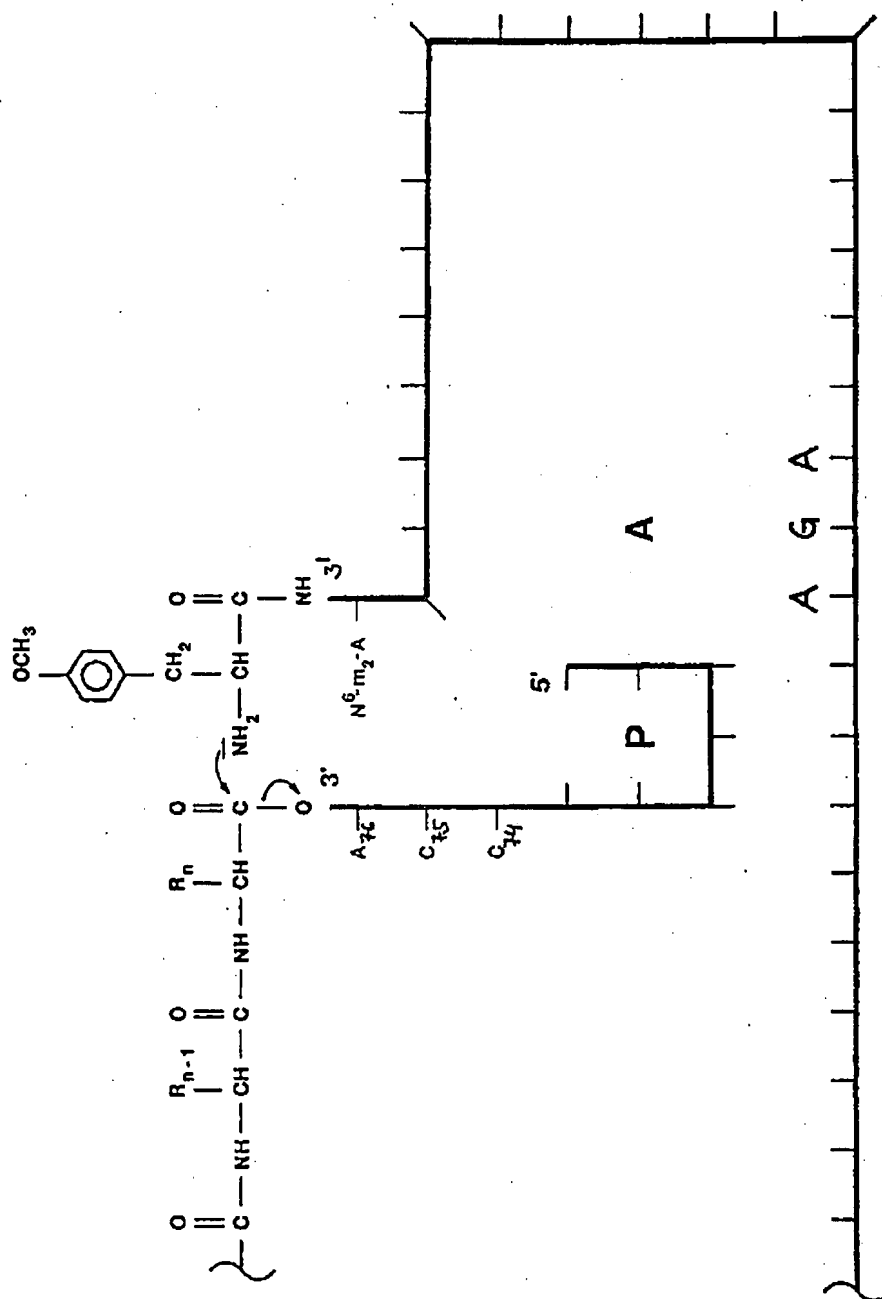 OCH₃
O Rₙ₋₁ O Rₙ O CH₂ O
C — NH — CH — C — NH — CH — C NH₂ — CH — C
O 3' NH 3'
A₇₆ N⁶-m₂-A
C₇₅
C₇₄
5'
P A
A G A